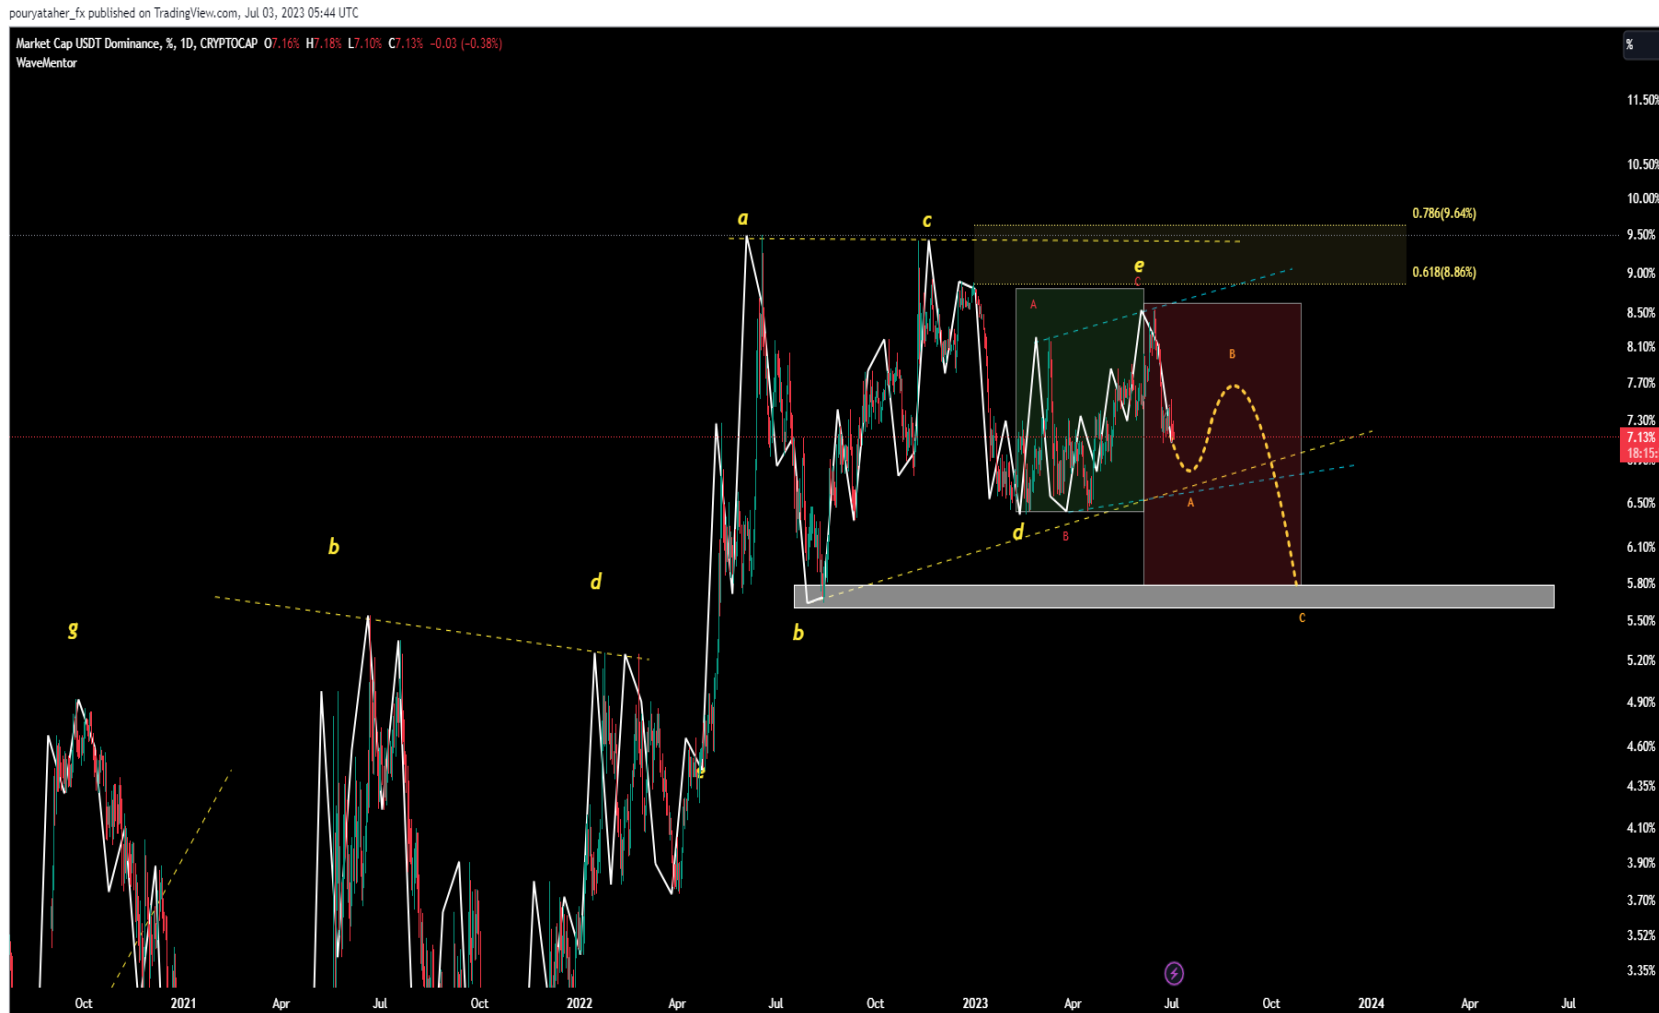 pouryataher_fx published on TradingView.com, Jul 03, 2023 05:44 UTC
Market Cap USDT Dominance, %, 1D, CRYPTOCAP O7.16% H7.18% L7.10% C7.13% −0.03 (−0.38%)
WaveMentor
%
11.50%
10.50%
10.00%
0.786(9.64%)
a
c
9.50%
e
0.618(8.86%)
9.00%
C
A
8.50%
8.10%
B
7.70%
7.30%
7.13%
18:15:
6.50%
A
d
B
b
6.10%
d
5.80%
C
5.50%
g
b
5.20%
4.90%
4.60%
e
4.35%
4.10%
3.90%
3.70%
3.52%
3.35%
Oct 2021 Apr Jul Oct 2022 Apr Jul Oct 2023 Apr Jul Oct 2024 Apr Jul